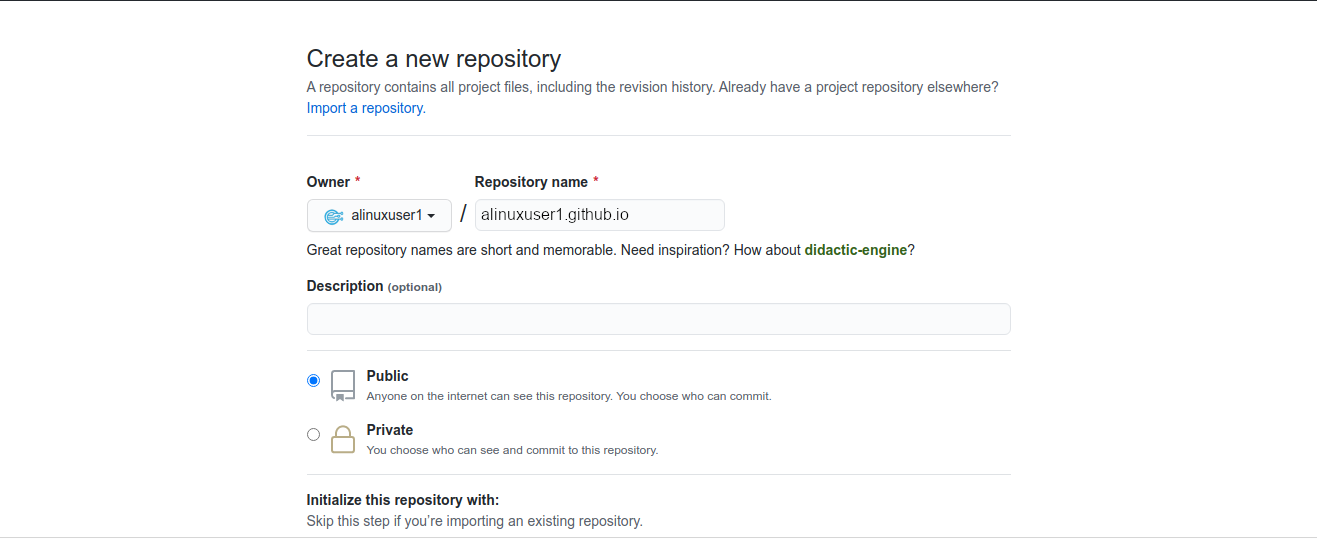 Create a new repository
A repository contains all project files, including the revision history. Already have a project repository elsewhere?
Import a repository.
Owner * Repository name *
alinuxuser1 / alinuxuser1.github.io
Great repository names are short and memorable. Need inspiration? How about didactic-engine?
Description (optional)
Public
Anyone on the internet can see this repository. You choose who can commit.
Private
You choose who can see and commit to this repository.
Initialize this repository with:
Skip this step if you’re importing an existing repository.